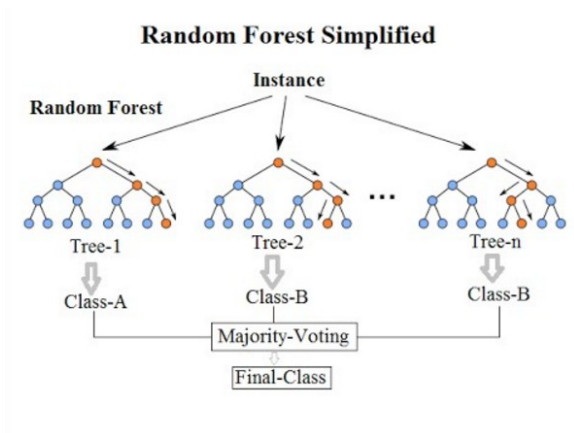 Random Forest Simplified
Instance
Random Forest
...
Tree-1
Tree-2
Tree-n
Class-A
Class-B
Class-B
Majority-Voting
Final-Class